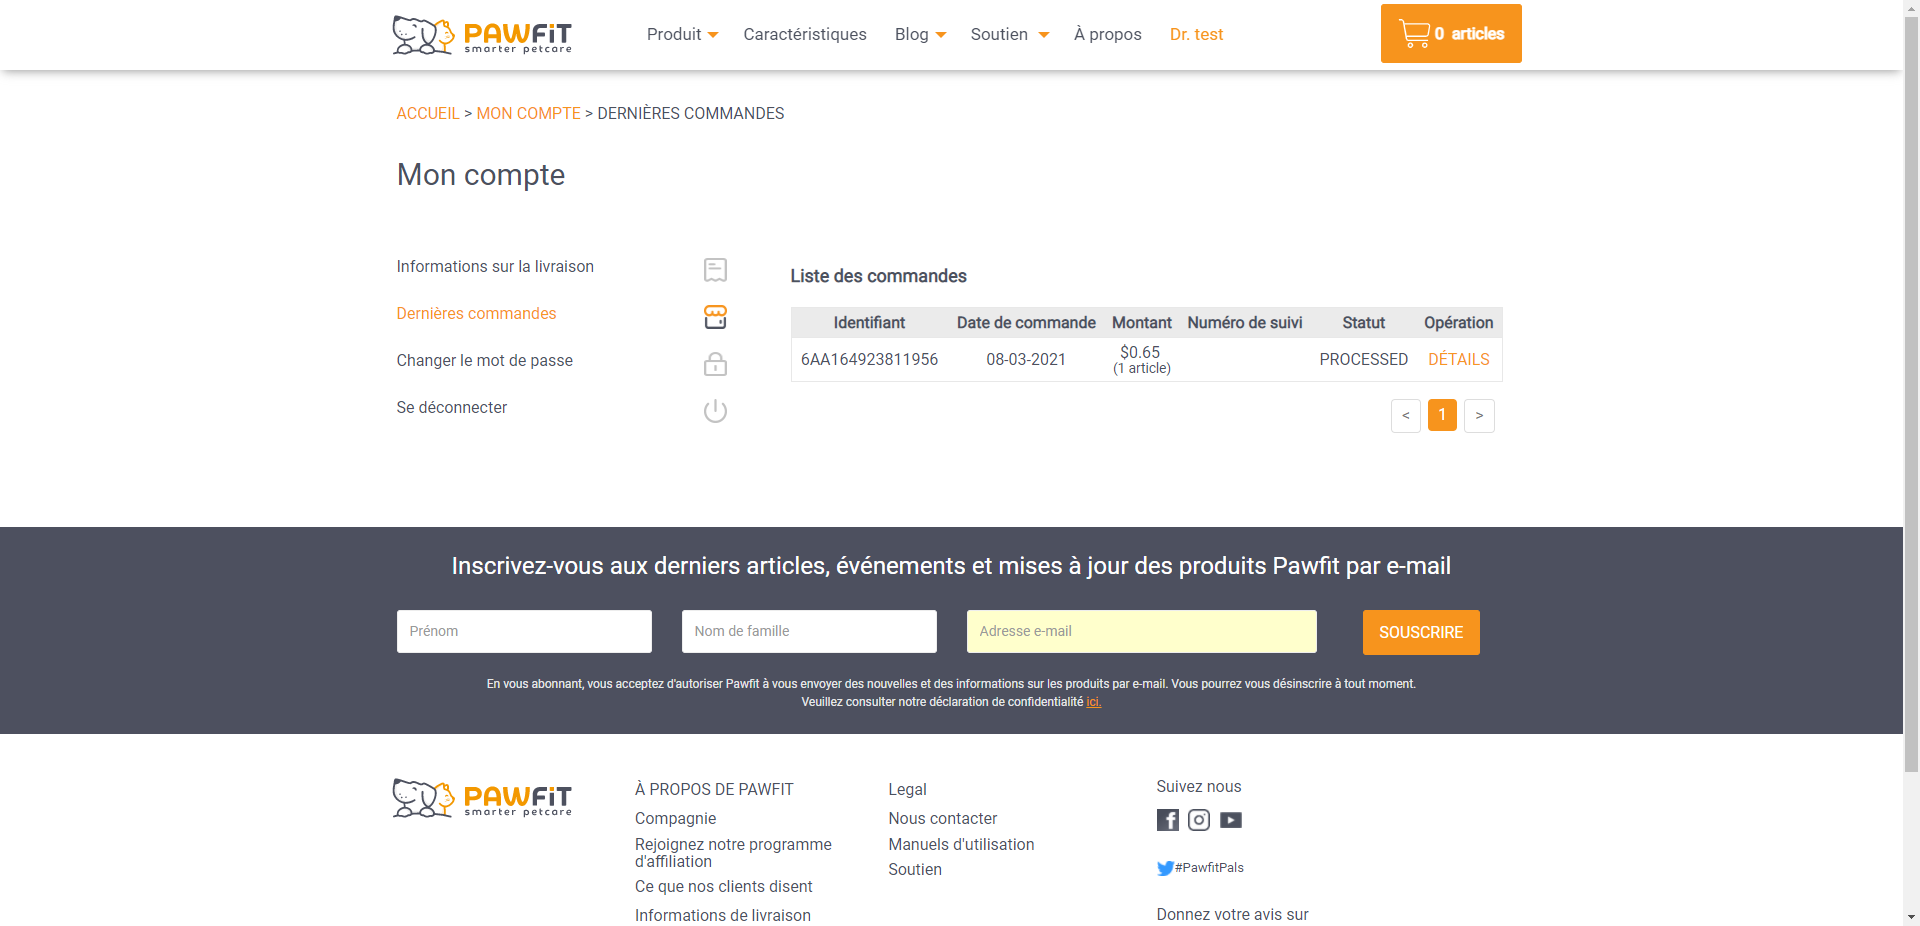 PAWFiT
smarter petcare
Produit
Caractéristiques
Blog
Soutien
À propos
Dr. test
0 articles
ACCUEIL > MON COMPTE > DERNIÈRES COMMANDES
Mon compte
Informations sur la livraison
Dernières commandes
Changer le mot de passe
Se déconnecter
Liste des commandes
Identifiant Date de commande Montant Numéro de suivi Statut Opération
6AA164923811956 08-03-2021 $0.65 PROCESSED DÉTAILS
(1 article)
< 1 >
Inscrivez-vous aux derniers articles, événements et mises à jour des produits Pawfit par e-mail
Prénom
Nom de famille
Adresse e-mail
SOUSCRIRE
En vous abonnant, vous acceptez d'autoriser Pawfit à vous envoyer des nouvelles et des informations sur les produits par e-mail. Vous pourrez vous désinscrire à tout moment.
Veuillez consulter notre déclaration de confidentialité ici.
PAWFiT
smarter petcare
À PROPOS DE PAWFIT
Compagnie
Rejoignez notre programme
d'affiliation
Ce que nos clients disent
Informations de livraison
Legal
Nous contacter
Manuels d'utilisation
Soutien
Suivez nous
#PawfitPals
Donnez votre avis sur